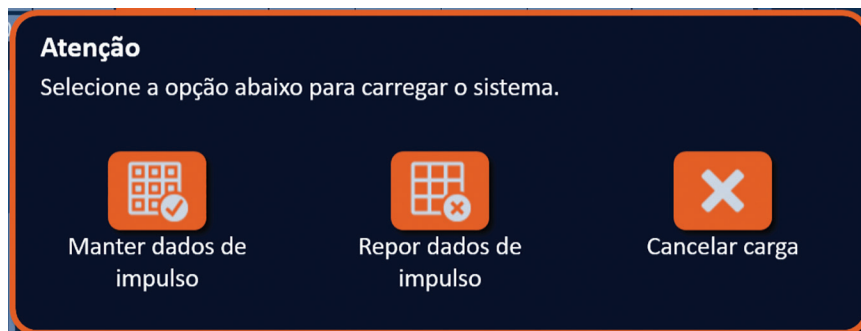 Atenção
Selecione a opção abaixo para carregar o sistema.
Manter dados de
impulso
Repor dados de
impulso
Cancelar carga